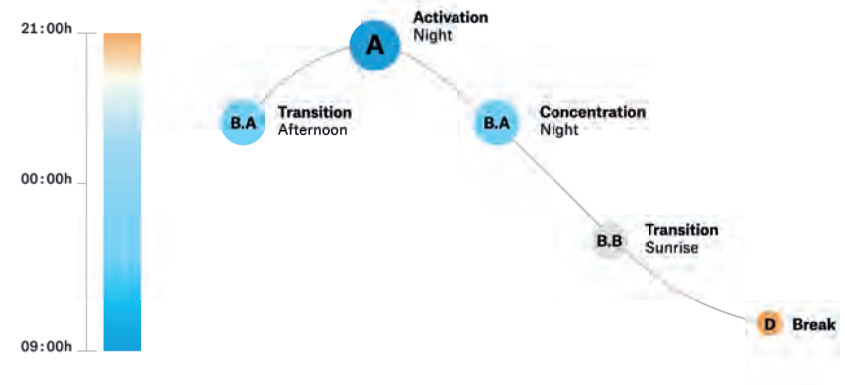 21:00h
00:00h
09:00h
A
Activation
Night
B.A
Transition
Afternoon
B.A
Concentration
Night
B.B
Transition
Sunrise
D
Break